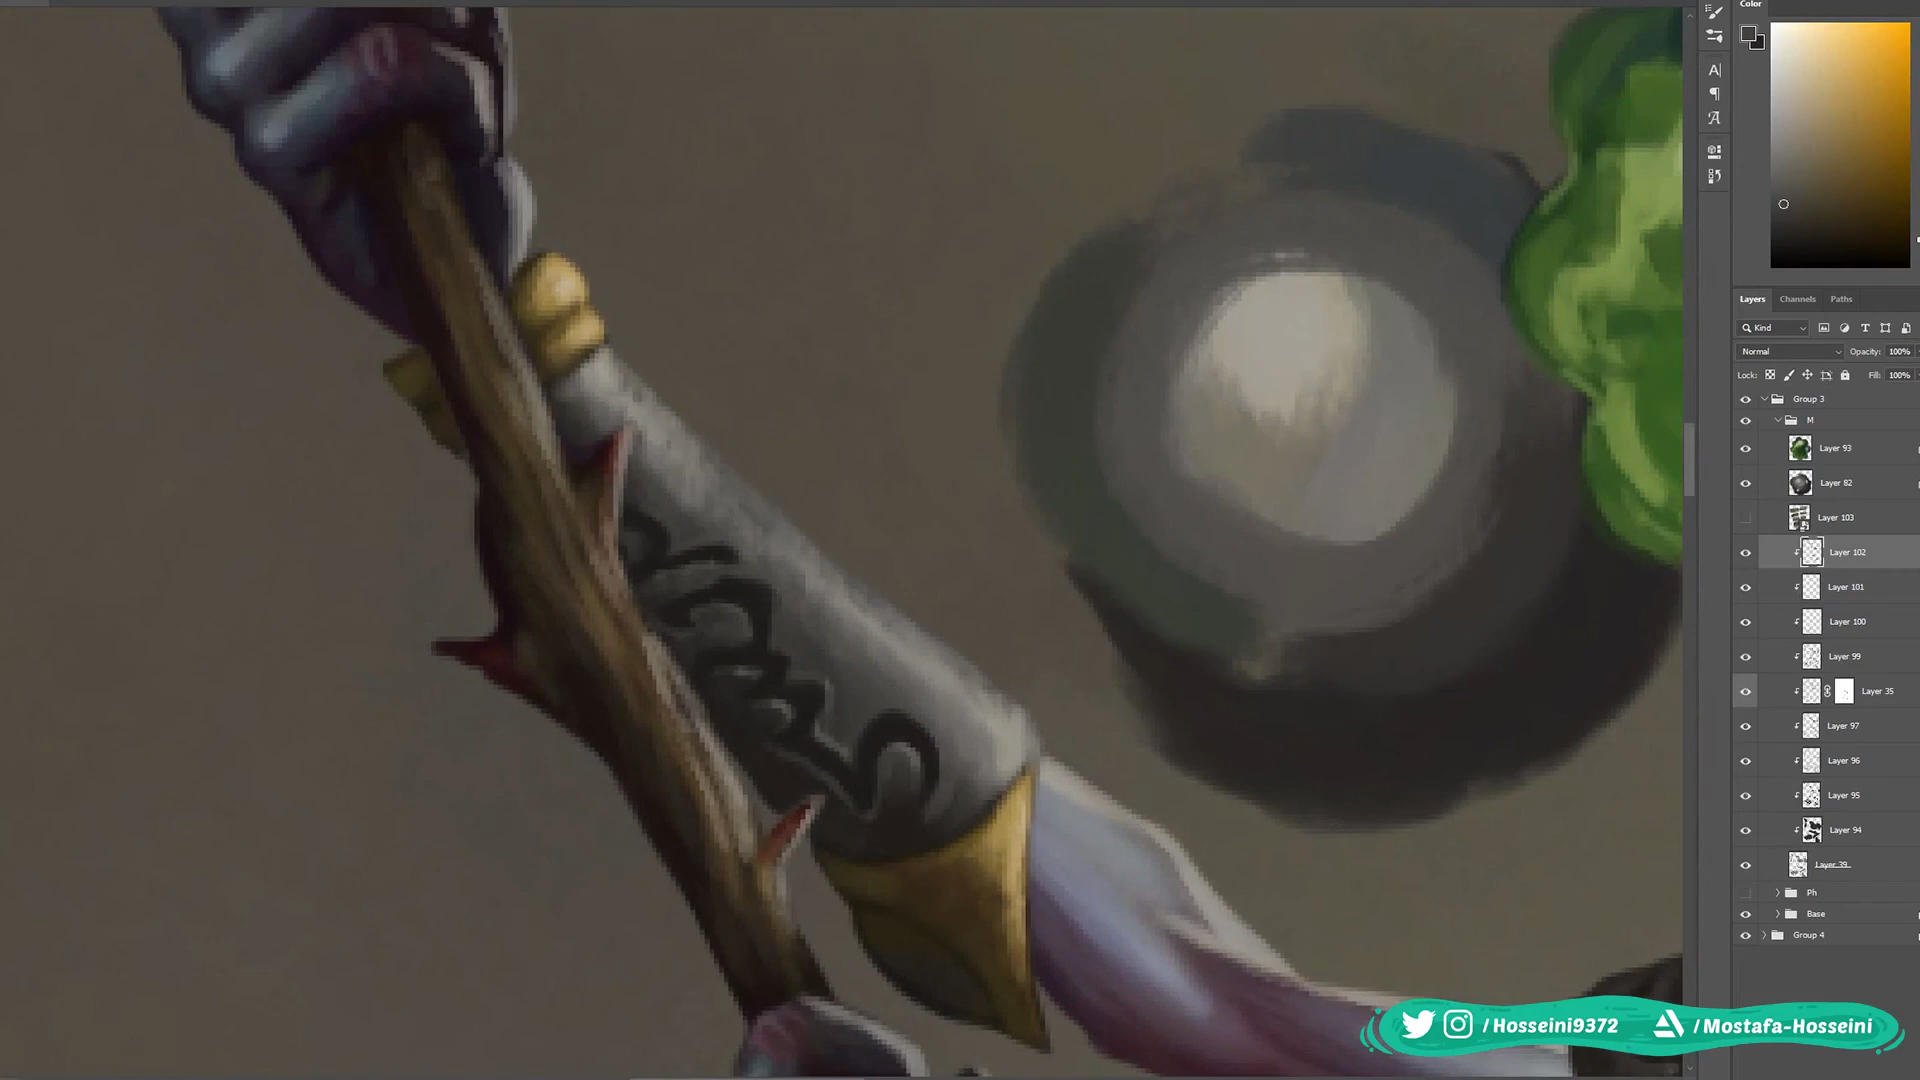 Color
Layers Channels Paths
Kind
Normal Opacity: 100%
Lock: Fill: 100%
Group 3
M
Layer 93
Layer 82
Layer 103
Layer 102
Layer 101
Layer 100
Layer 99
Layer 35
Layer 97
Layer 96
Layer 95
Layer 94
Layer 39
Ph
Base
Group 4
/Hosseini9372 /Mostafa-Hosseini